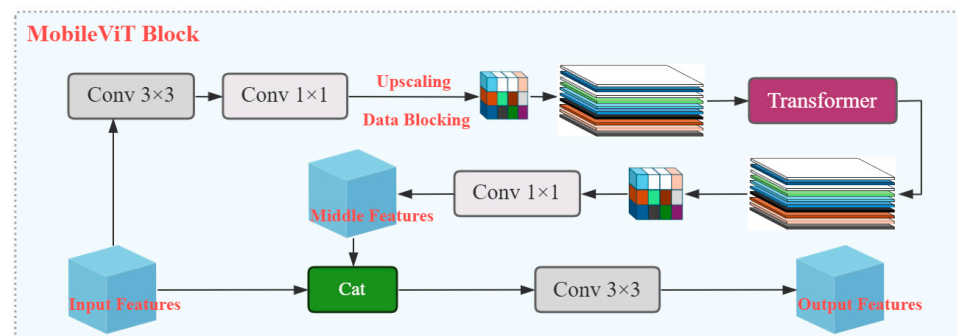 MobileViT Block
Conv 3×3
Conv 1×1
Upscaling
Data Blocking
Transformer
Middle Features
Conv 1×1
Input Features
Cat
Conv 3×3
Output Features